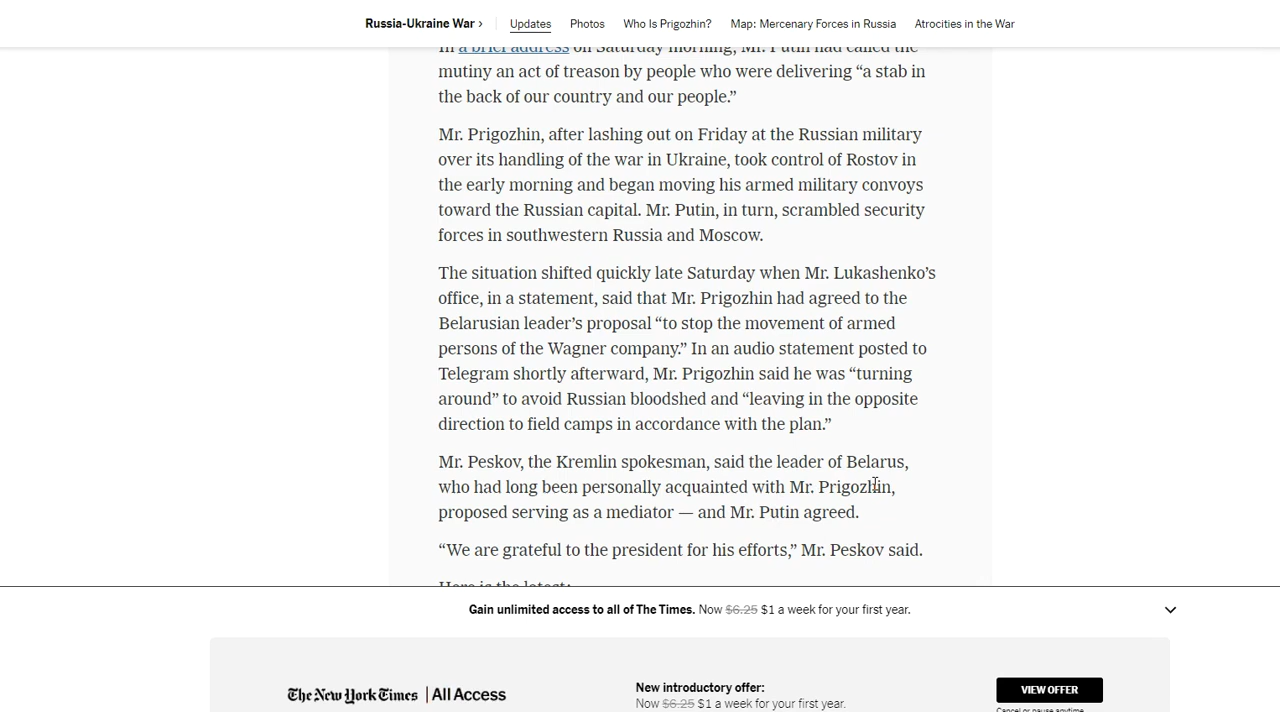 Russia-Ukraine War › Updates Photos Who Is Prigozhin? Map: Mercenary Forces in Russia Atrocities in the War
In a brief address on Saturday morning, Mr. Putin had called the
mutiny an act of treason by people who were delivering “a stab in
the back of our country and our people.”
Mr. Prigozhin, after lashing out on Friday at the Russian military
over its handling of the war in Ukraine, took control of Rostov in
the early morning and began moving his armed military convoys
toward the Russian capital. Mr. Putin, in turn, scrambled security
forces in southwestern Russia and Moscow.
The situation shifted quickly late Saturday when Mr. Lukashenko’s
office, in a statement, said that Mr. Prigozhin had agreed to the
Belarusian leader’s proposal “to stop the movement of armed
persons of the Wagner company.” In an audio statement posted to
Telegram shortly afterward, Mr. Prigozhin said he was “turning
around” to avoid Russian bloodshed and “leaving in the opposite
direction to field camps in accordance with the plan.”
Mr. Peskov, the Kremlin spokesman, said the leader of Belarus,
who had long been personally acquainted with Mr. Prigozhin,
proposed serving as a mediator — and Mr. Putin agreed.
“We are grateful to the president for his efforts,” Mr. Peskov said.
Here is the latest:
Gain unlimited access to all of The Times. Now $6.25 $1 a week for your first year.
The New York Times | All Access
New introductory offer:
Now $6.25 $1 a week for your first year.
VIEW OFFER
Cancel or pause anytime.